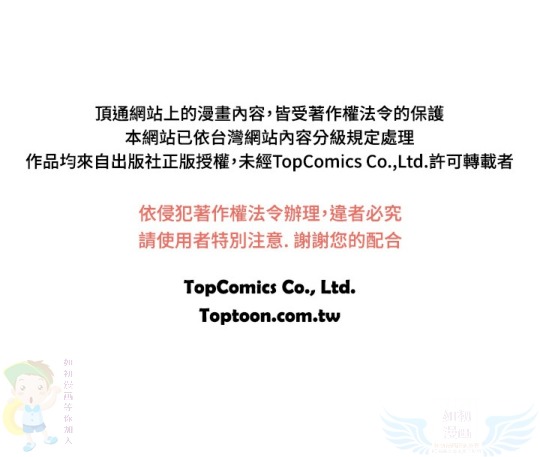 頂通網站上的漫畫內容，皆受著作權法令的保護
本網站已依台灣網站內容分級規定處理
作品均來自出版社正版授權，未經TopComics Co.,Ltd.許可轉載者
依侵犯著作權法令辦理，違者必究
請使用者特別注意. 謝謝您的配合
TopComics Co., Ltd.
Toptoon.com.tw